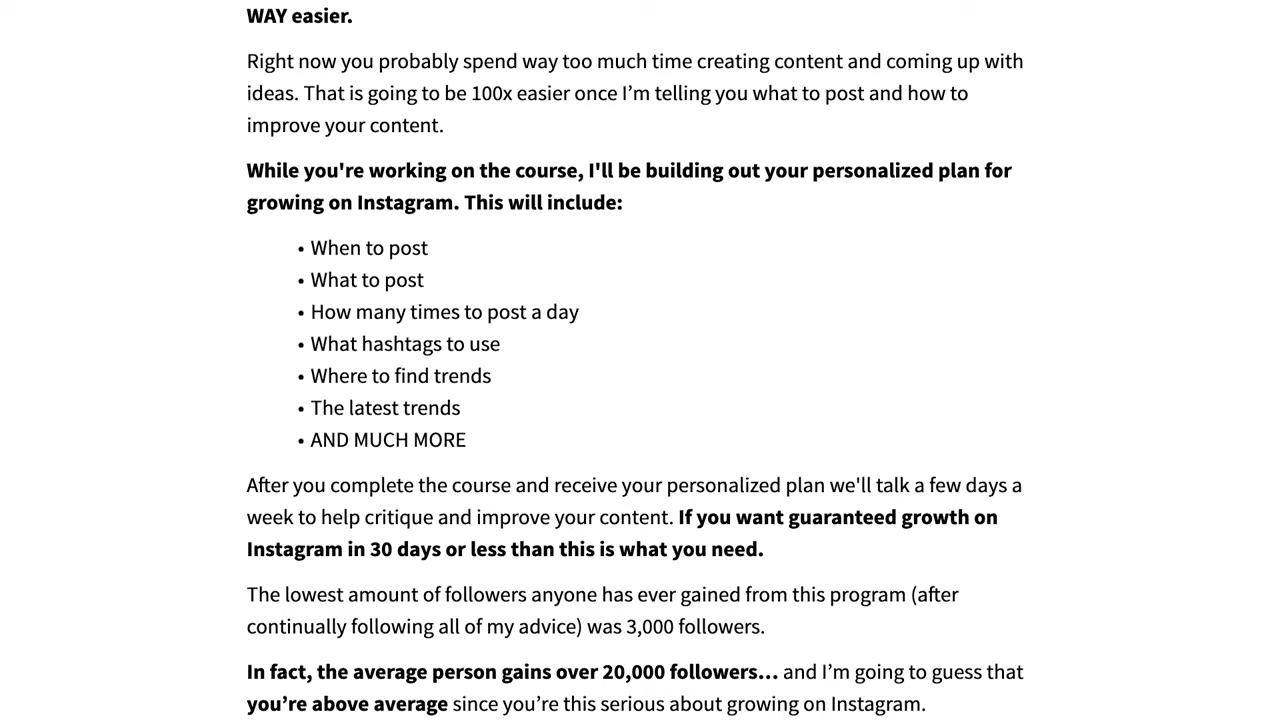 WAY easier.
Right now you probably spend way too much time creating content and coming up with
ideas. That is going to be 100x easier once I’m telling you what to post and how to
improve your content.
While you're working on the course, I'll be building out your personalized plan for
growing on Instagram. This will include:
• When to post
• What to post
• How many times to post a day
• What hashtags to use
• Where to find trends
• The latest trends
• AND MUCH MORE
After you complete the course and receive your personalized plan we'll talk a few days a
week to help critique and improve your content. If you want guaranteed growth on
Instagram in 30 days or less than this is what you need.
The lowest amount of followers anyone has ever gained from this program (after
continually following all of my advice) was 3,000 followers.
In fact, the average person gains over 20,000 followers... and I’m going to guess that
you’re above average since you’re this serious about growing on Instagram.